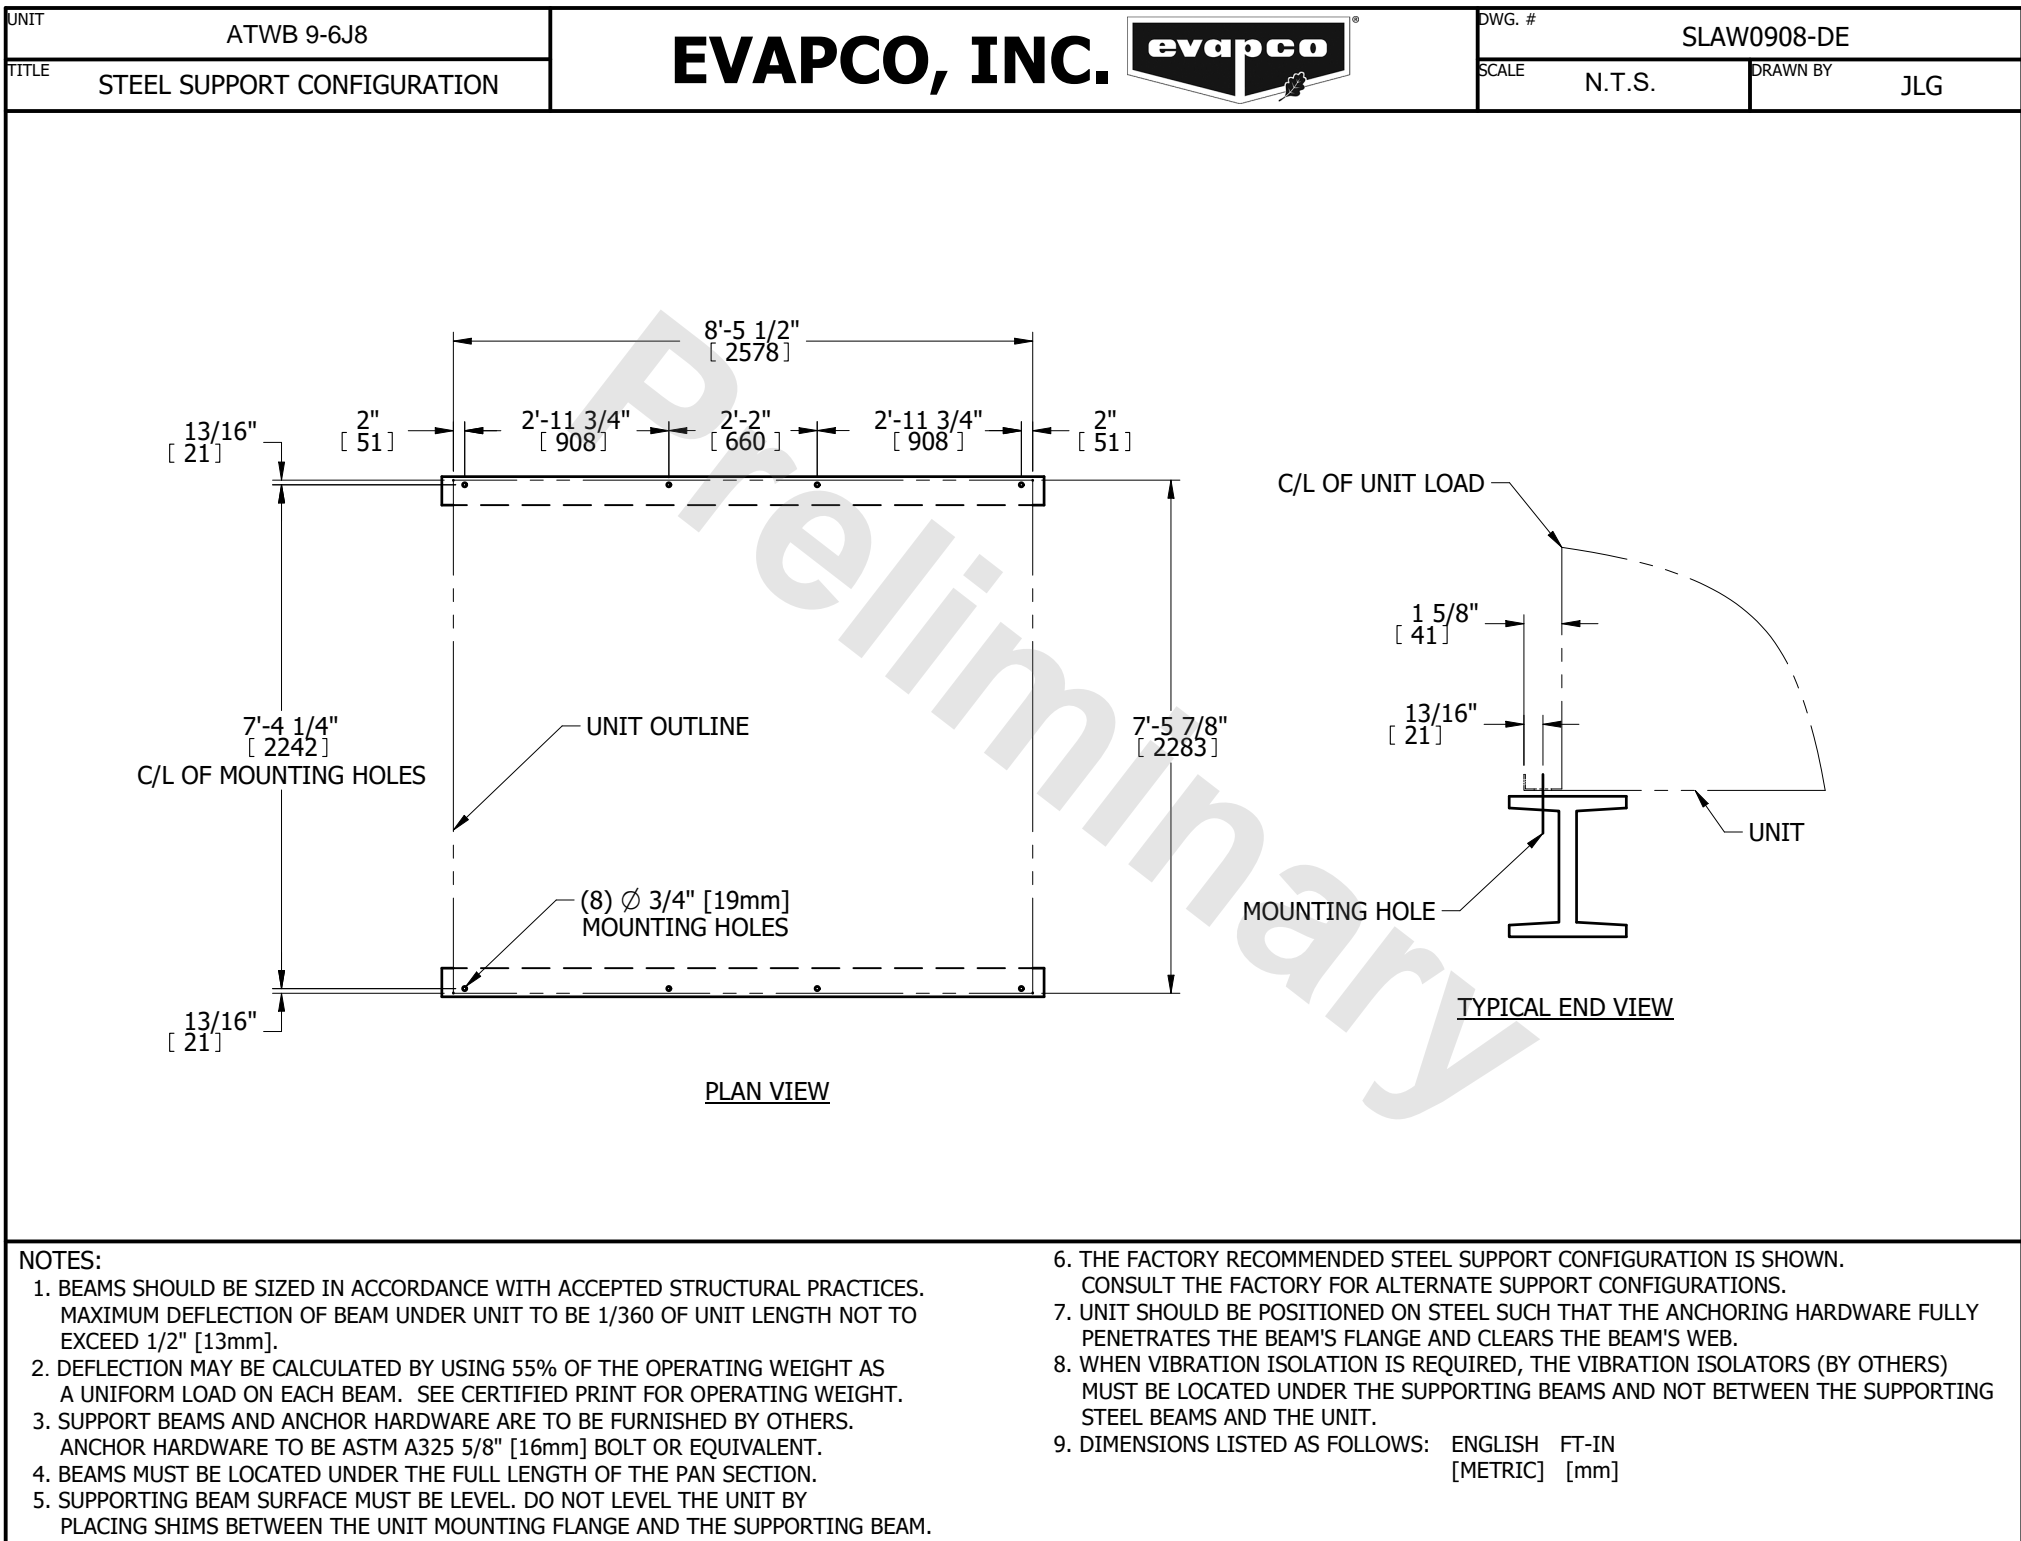 UNIT
ATWB 9-6J8
TITLE
STEEL SUPPORT CONFIGURATION
EVAPCO, INC.
evapco
®
DWG. #
SLAW0908-DE
SCALE
N.T.S.
DRAWN BY
JLG
8'-5 1/2"
[ 2578 ]
13/16"
[ 21 ]
2"
[ 51 ]
2'-11 3/4"
[ 908 ]
2'-2"
[ 660 ]
2'-11 3/4"
[ 908 ]
2"
[ 51 ]
7'-4 1/4"
[ 2242 ]
C/L OF MOUNTING HOLES
UNIT OUTLINE
7'-5 7/8"
[ 2283 ]
(8) ∅ 3/4" [19mm]
MOUNTING HOLES
13/16"
[ 21 ]
PLAN VIEW
C/L OF UNIT LOAD
1 5/8"
[ 41 ]
13/16"
[ 21 ]
UNIT
MOUNTING HOLE
TYPICAL END VIEW
Preliminary
NOTES:
1. BEAMS SHOULD BE SIZED IN ACCORDANCE WITH ACCEPTED STRUCTURAL PRACTICES.
MAXIMUM DEFLECTION OF BEAM UNDER UNIT TO BE 1/360 OF UNIT LENGTH NOT TO
EXCEED 1/2" [13mm].
2. DEFLECTION MAY BE CALCULATED BY USING 55% OF THE OPERATING WEIGHT AS
A UNIFORM LOAD ON EACH BEAM. SEE CERTIFIED PRINT FOR OPERATING WEIGHT.
3. SUPPORT BEAMS AND ANCHOR HARDWARE ARE TO BE FURNISHED BY OTHERS.
ANCHOR HARDWARE TO BE ASTM A325 5/8" [16mm] BOLT OR EQUIVALENT.
4. BEAMS MUST BE LOCATED UNDER THE FULL LENGTH OF THE PAN SECTION.
5. SUPPORTING BEAM SURFACE MUST BE LEVEL. DO NOT LEVEL THE UNIT BY
PLACING SHIMS BETWEEN THE UNIT MOUNTING FLANGE AND THE SUPPORTING BEAM.
6. THE FACTORY RECOMMENDED STEEL SUPPORT CONFIGURATION IS SHOWN.
CONSULT THE FACTORY FOR ALTERNATE SUPPORT CONFIGURATIONS.
7. UNIT SHOULD BE POSITIONED ON STEEL SUCH THAT THE ANCHORING HARDWARE FULLY
PENETRATES THE BEAM'S FLANGE AND CLEARS THE BEAM'S WEB.
8. WHEN VIBRATION ISOLATION IS REQUIRED, THE VIBRATION ISOLATORS (BY OTHERS)
MUST BE LOCATED UNDER THE SUPPORTING BEAMS AND NOT BETWEEN THE SUPPORTING
STEEL BEAMS AND THE UNIT.
9. DIMENSIONS LISTED AS FOLLOWS: ENGLISH FT-IN
[METRIC] [mm]